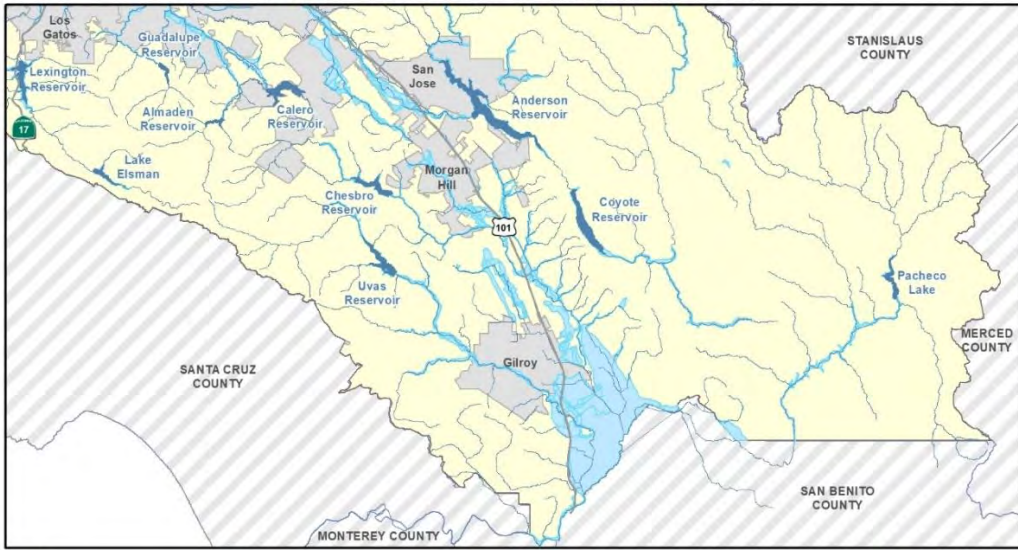 Los
Gatos
Guadalupe
Reservoir
STANISLAUS
COUNTY
Lexington
Reservoir
San
Jose
Anderson
Reservoir
Almaden
Reservoir
Calero
Reservoir
17
Lake
Elsman
Morgan
Hill
Chesbro
Reservoir
Coyote
Reservoir
101
Uvas
Reservoir
Pacheco
Lake
MERCED
COUNTY
SANTA CRUZ
COUNTY
Gilroy
SAN BENITO
COUNTY
MONTEREY COUNTY